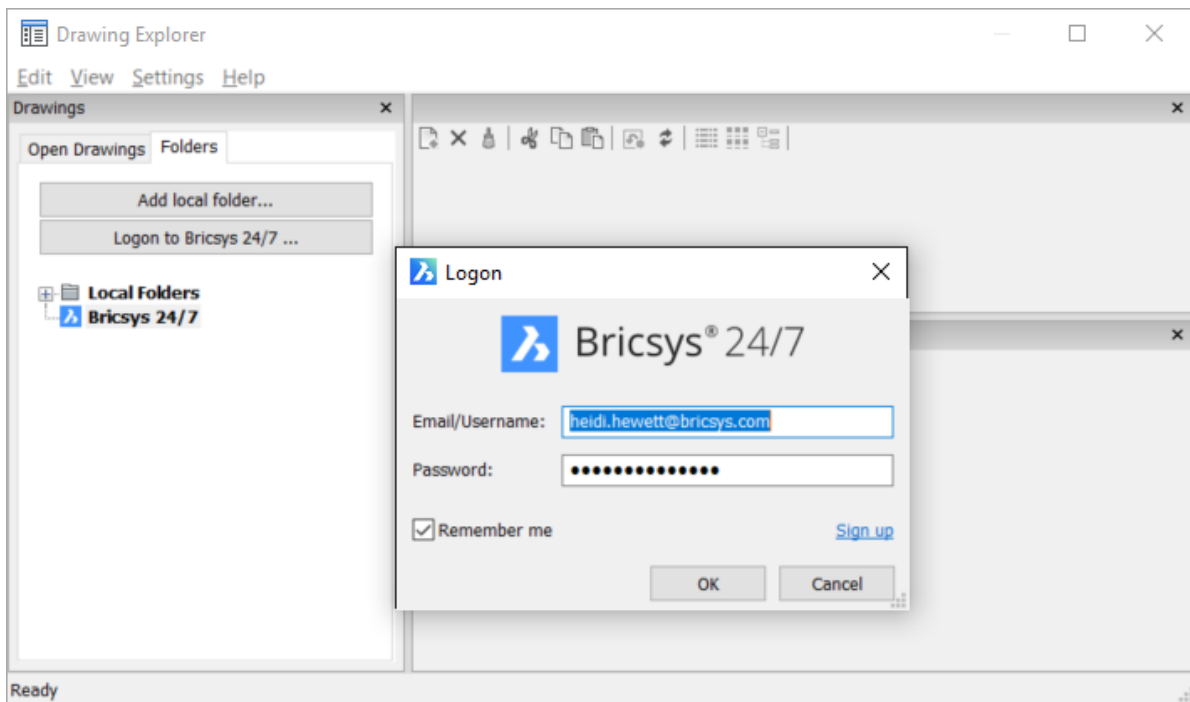 Drawing Explorer
Edit View Settings Help
Drawings
Open Drawings Folders
Add local folder...
Logon to Bricsys 24/7 ...
Local Folders
Bricsys 24/7
Logon
Bricsys® 24/7
Email/Username: heidi.hewett@bricsys.com
Password: ••••••••••••••
Remember me Sign up
OK Cancel
Ready